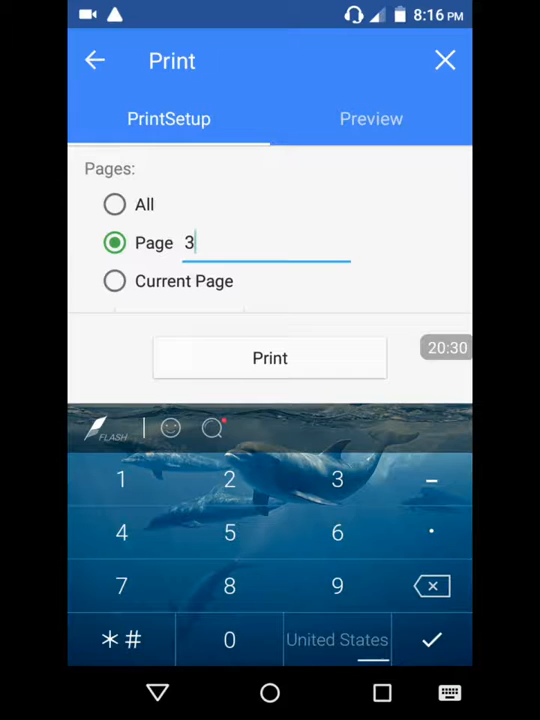 8:16 PM
Print
PrintSetup
Preview
Pages:
All
Page 3
Current Page
Print
20:30
FLASH
1 2 3 –
4 5 6 .
7 8 9
*# 0 United States